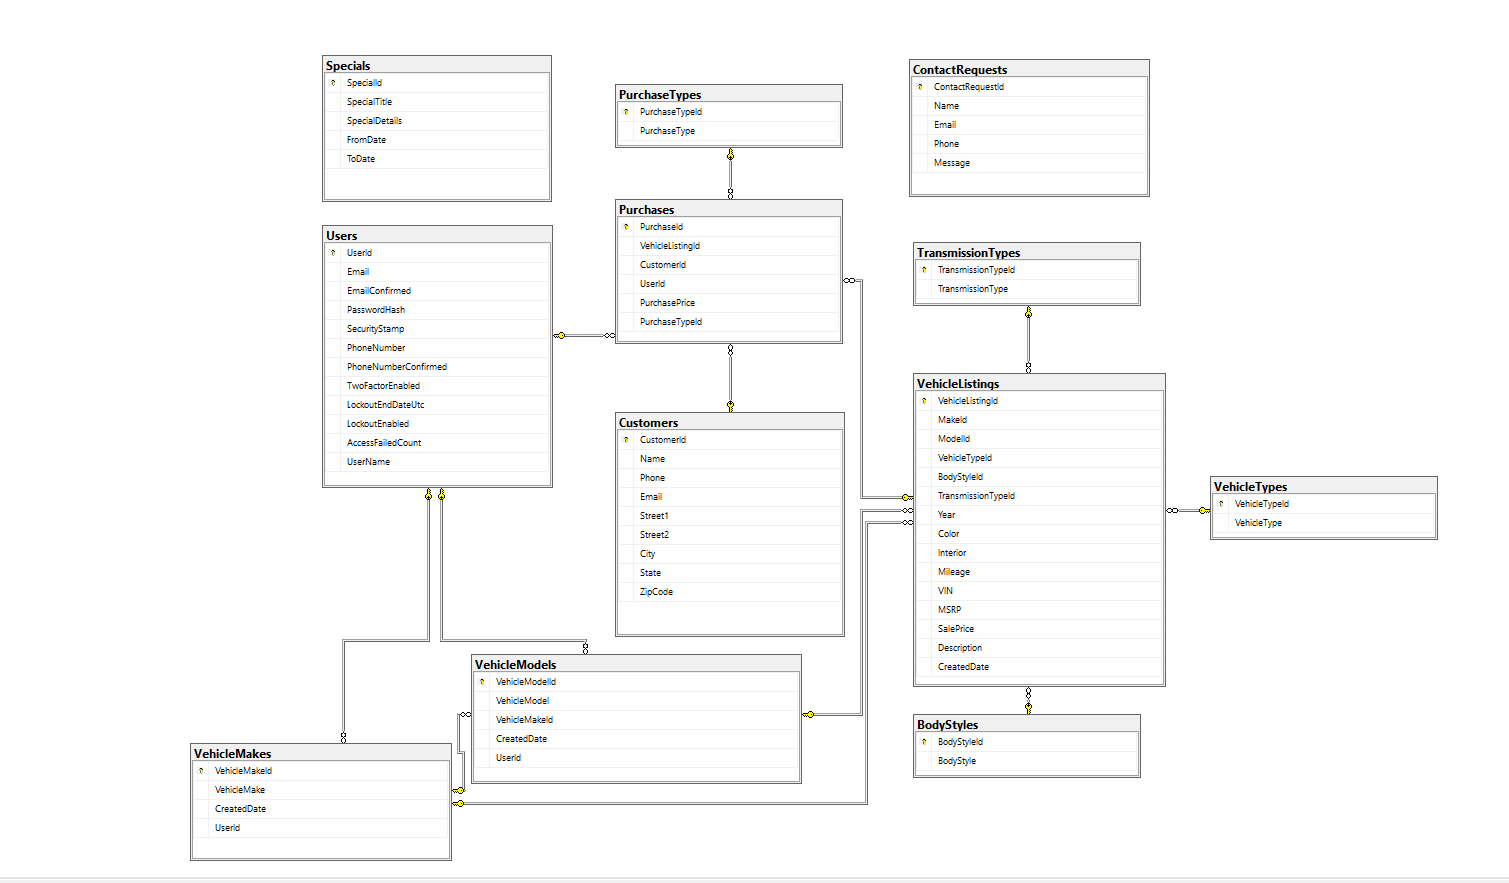 Specials
SpecialId
SpecialTitle
SpecialDetails
FromDate
ToDate
PurchaseTypes
PurchaseTypeId
PurchaseType
ContactRequests
ContactRequestId
Name
Email
Phone
Message
Users
UserId
Email
EmailConfirmed
PasswordHash
SecurityStamp
PhoneNumber
PhoneNumberConfirmed
TwoFactorEnabled
LockoutEndDateUtc
LockoutEnabled
AccessFailedCount
UserName
Purchases
PurchaseId
VehicleListingId
CustomerId
UserId
PurchasePrice
PurchaseTypeId
TransmissionTypes
TransmissionTypeId
TransmissionType
Customers
CustomerId
Name
Phone
Email
Street1
Street2
City
State
ZipCode
VehicleListings
VehicleListingId
MakeId
ModelId
VehicleTypeId
BodyStyleId
TransmissionTypeId
Year
Color
Interior
Mileage
VIN
MSRP
SalePrice
Description
CreatedDate
VehicleTypes
VehicleTypeId
VehicleType
VehicleModels
VehicleModelId
VehicleModel
VehicleMakeId
CreatedDate
UserId
BodyStyles
BodyStyleId
BodyStyle
VehicleMakes
VehicleMakeId
VehicleMake
CreatedDate
UserId